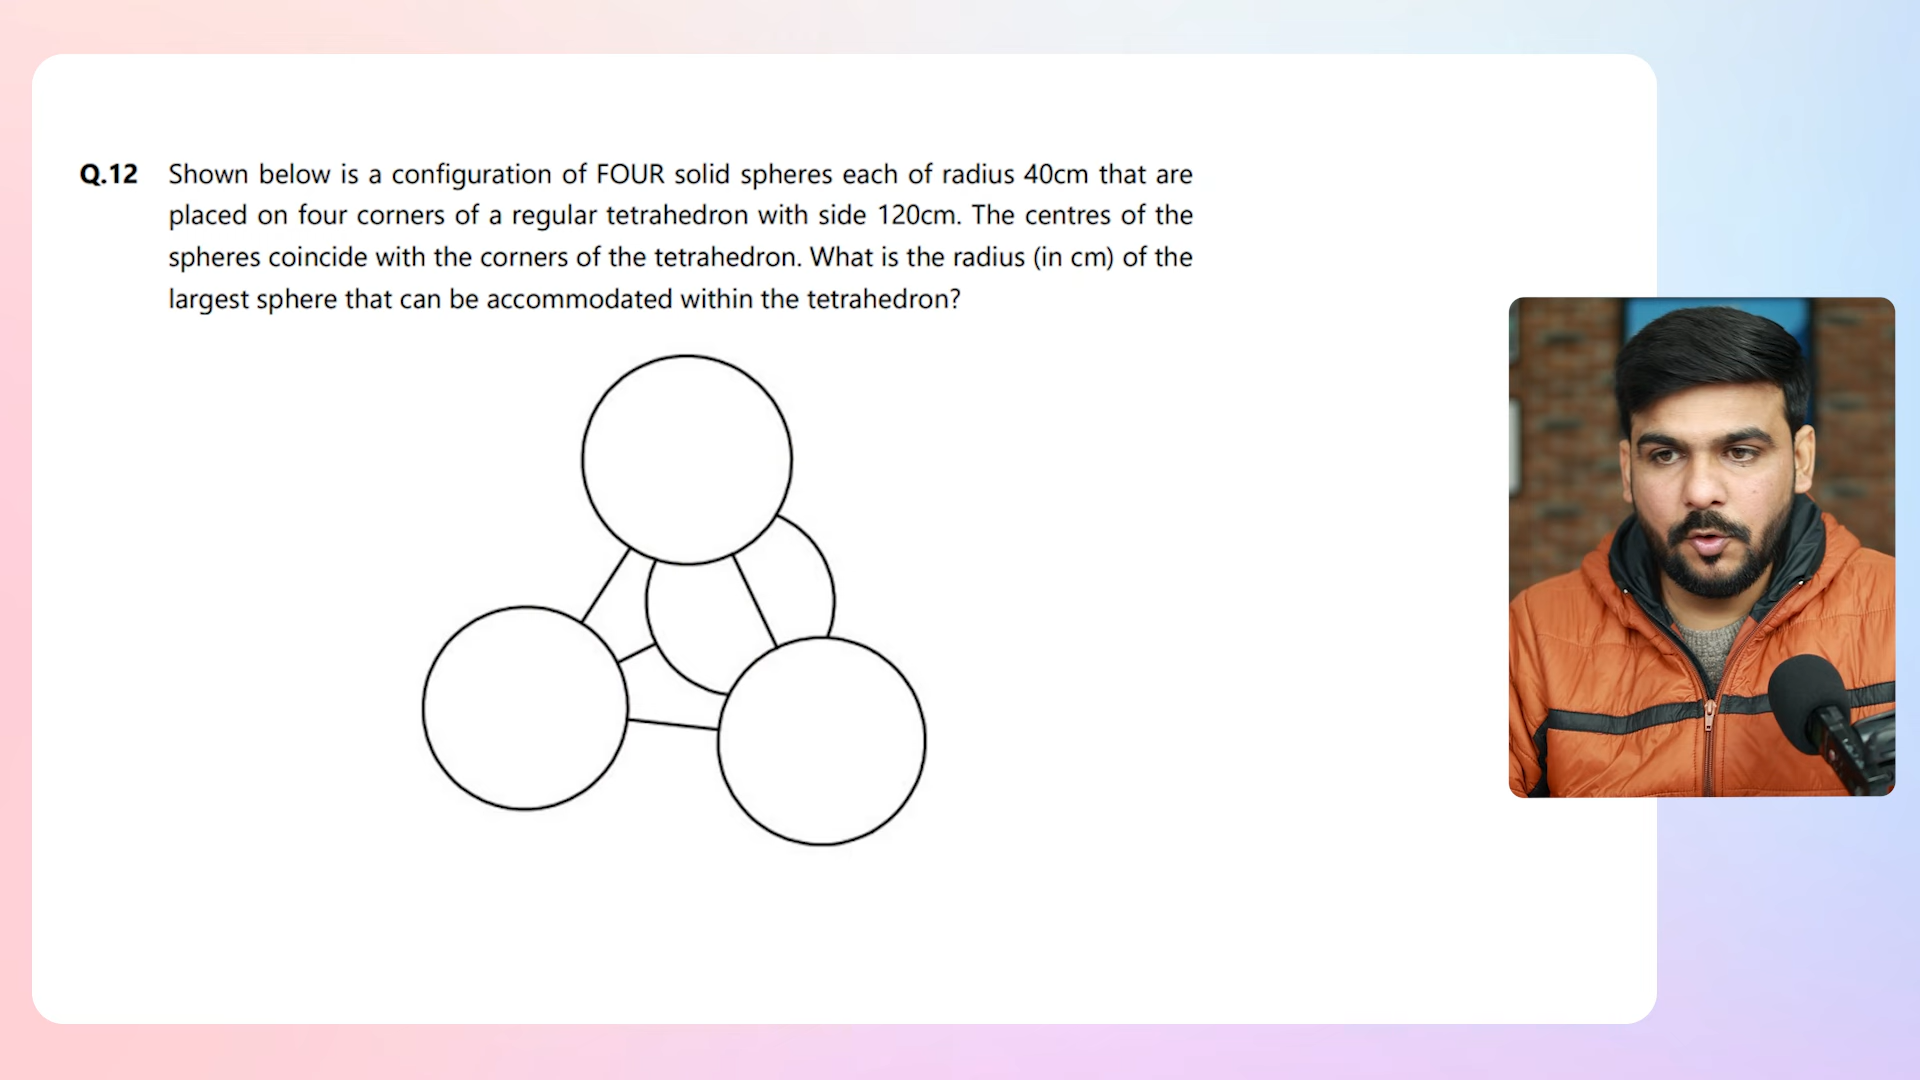 Q.12 Shown below is a configuration of FOUR solid spheres each of radius 40cm that are
placed on four corners of a regular tetrahedron with side 120cm. The centres of the
spheres coincide with the corners of the tetrahedron. What is the radius (in cm) of the
largest sphere that can be accommodated within the tetrahedron?